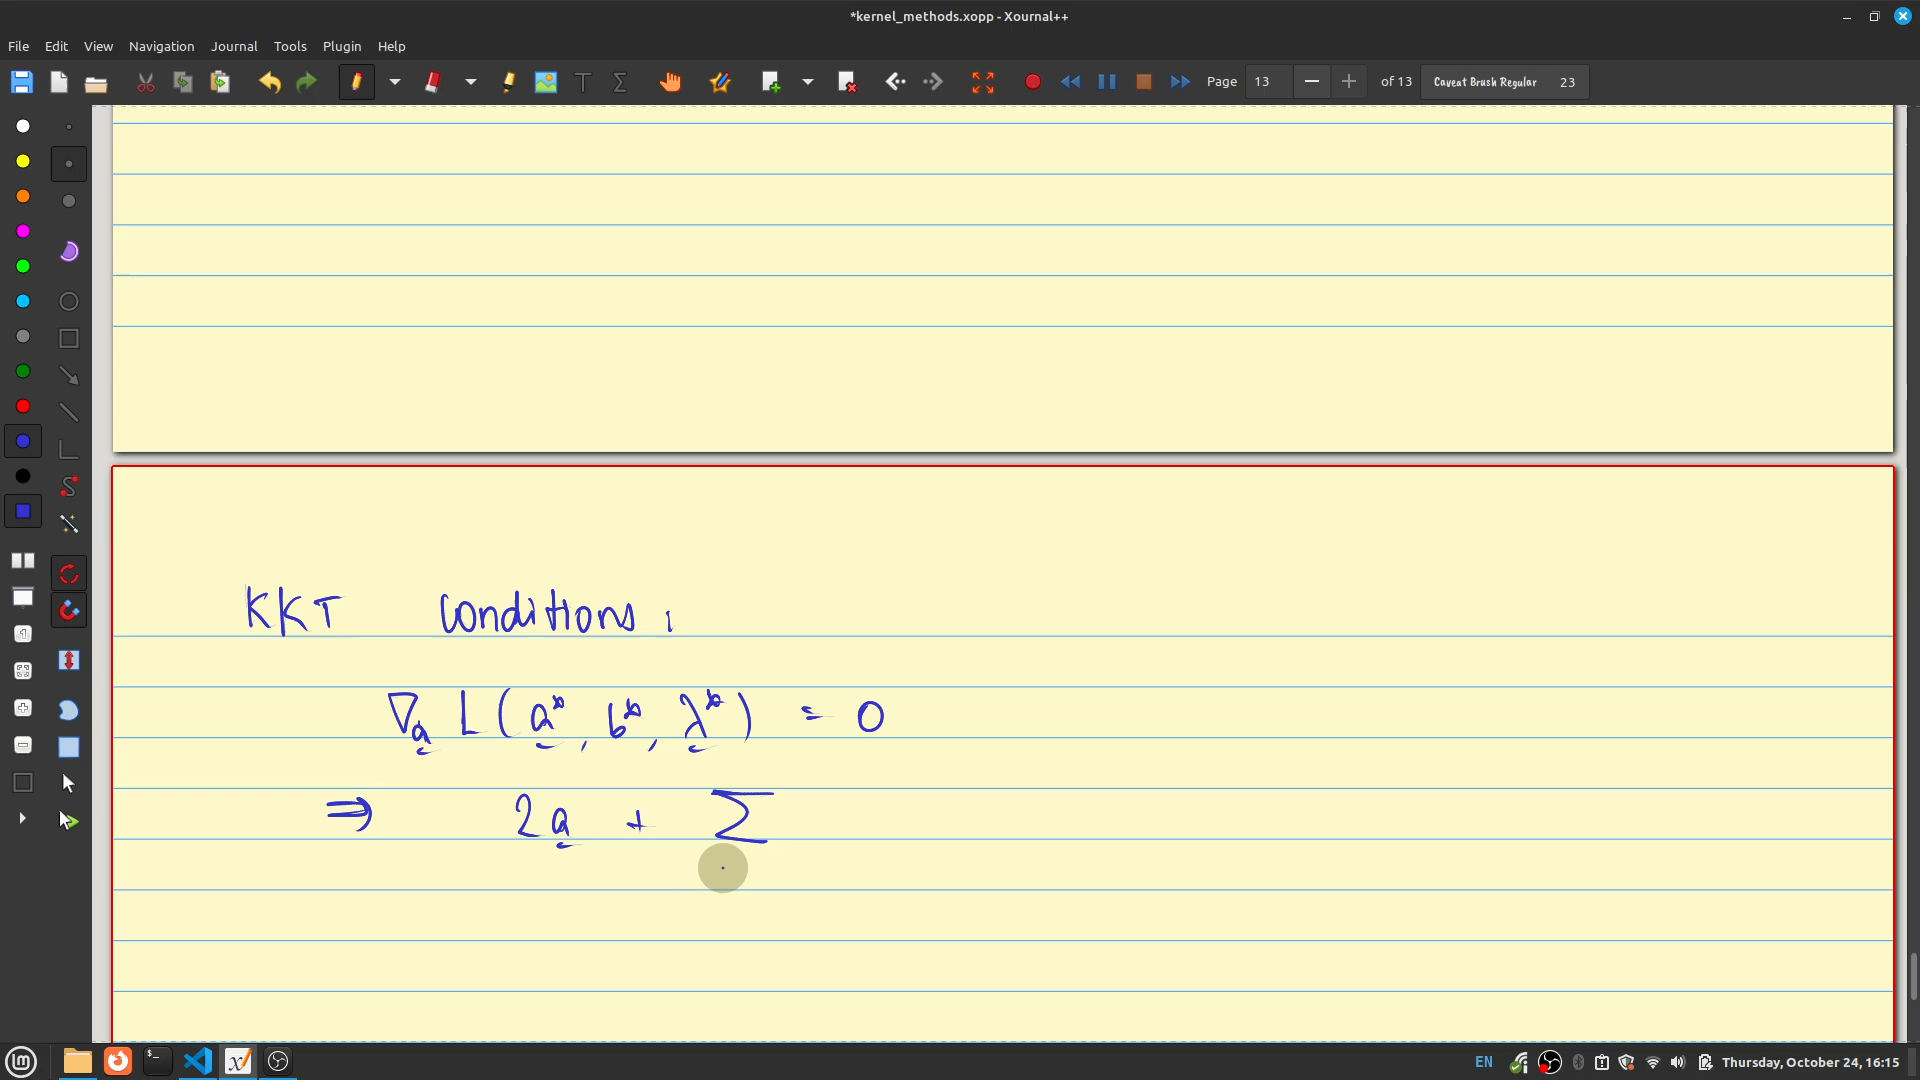 *kernel_methods.xopp - Xournal++
File Edit View Navigation Journal Tools Plugin Help
Page 13 of 13 Caveat Brush Regular 23
KKT conditions :
∇a L(a*, b*, λ*) = 0
⇒ 2a + Σ
EN Thursday, October 24, 16:15